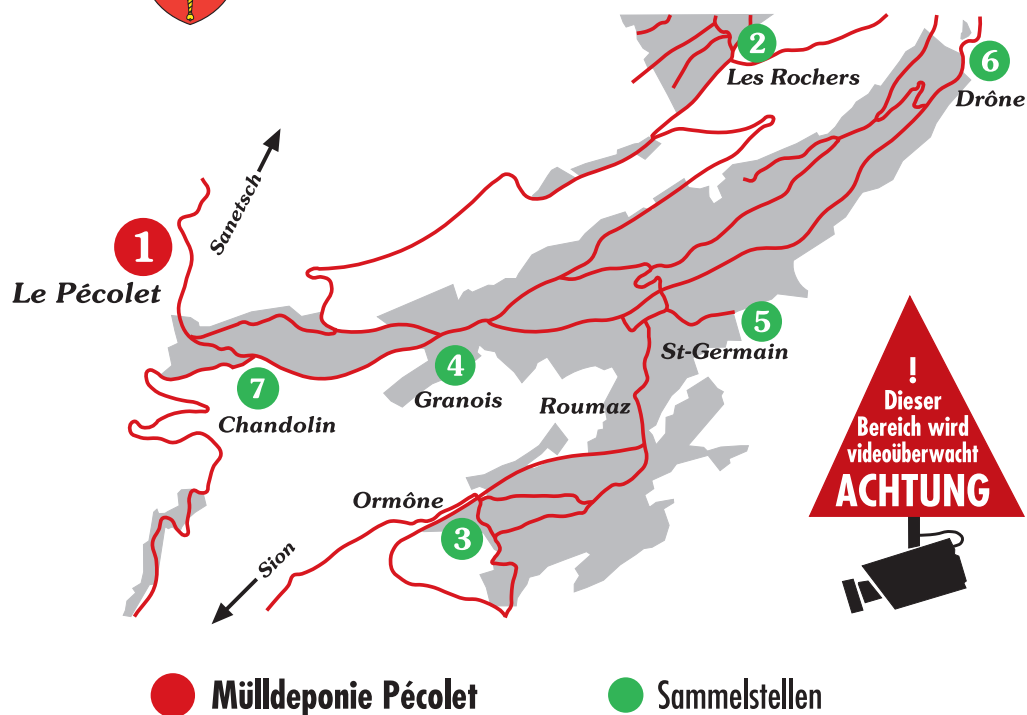 2
Les Rochers
6
Drône
Sanetsch
1
Le Pécolet
5
St-Germain
4
Granois
7
Chandolin
Roumaz
Ormône
3
Sion
!
Dieser
Bereich wird
videoüberwacht
ACHTUNG
Mülldeponie Pécolet
Sammelstellen